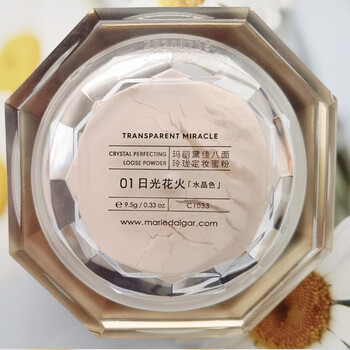 TRANSPARENT MIRACLE
CRYSTAL PERFECTING
LOOSE POWDER
玛丽黛佳八面
玲珑定妆蜜粉
01 日光花火「水晶色」
℮ 9.5g / 0.33 oz. C1033
www.mariedalgar.com